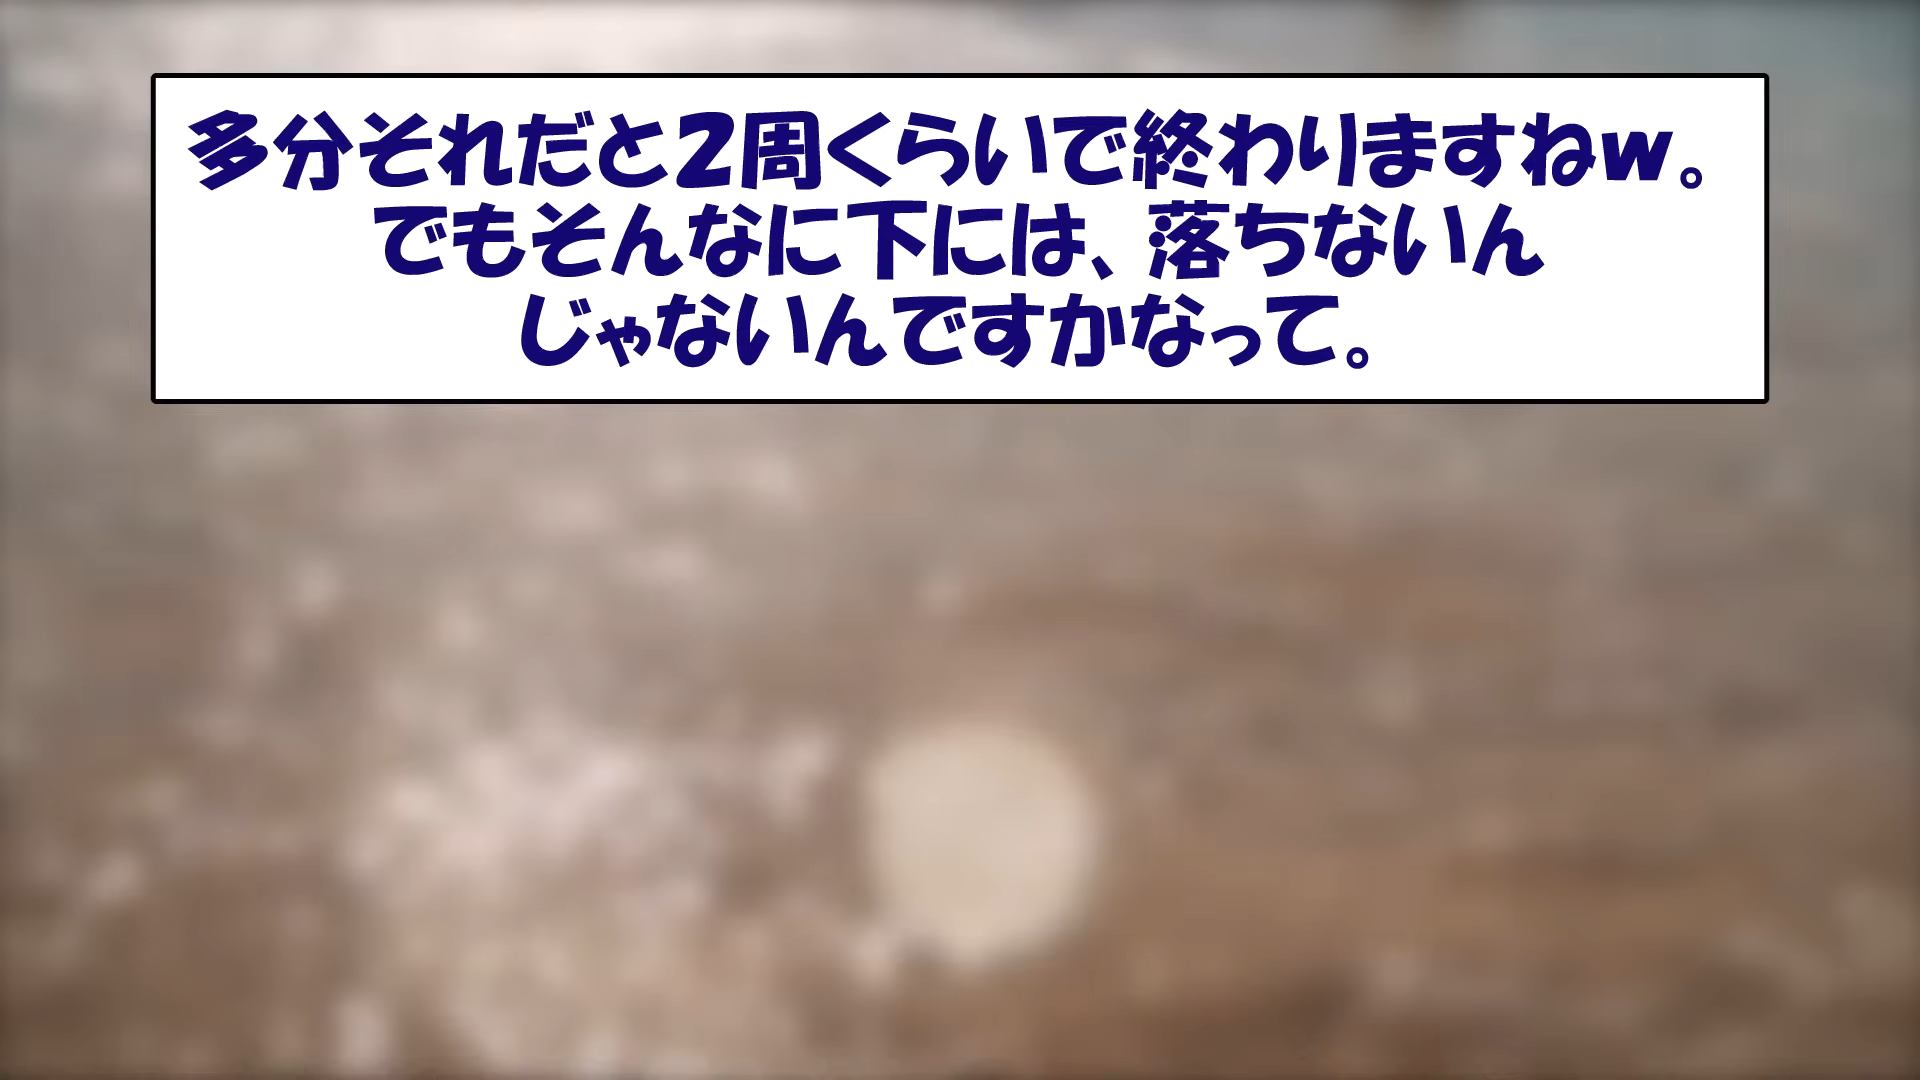 多分それだと2周くらいで終わりますねw。
でもそんなに下には、落ちないん
じゃないんですかなって。